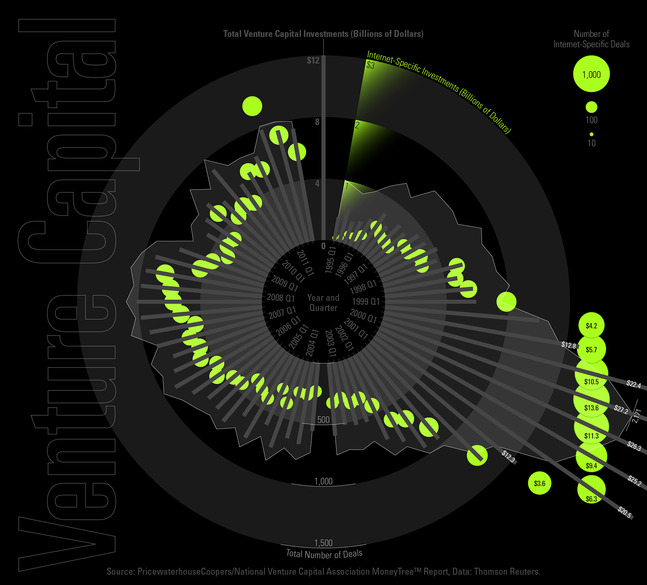 Venture Capital
Total Venture Capital Investments (Billions of Dollars)
Number of
Internet-Specific Deals
1,000
100
10
Internet-Specific Investments (Billions of Dollars)
$12
8
4
0
$3
2
1
1995 Q1
1996 Q1
1997 Q1
1998 Q1
1999 Q1
2000 Q1
2001 Q1
2002 Q1
2003 Q1
2004 Q1
2005 Q1
2006 Q1
2007 Q1
2008 Q1
2009 Q1
2010 Q1
2011 Q1
Year and
Quarter
$4.2
$5.7
$10.5
$13.6
$11.3
$9.4
$6.3
$3.6
$12.8
$22.4
$27.2
$26.3
$25.2
$20.5
$12.3
500
1,000
1,500
Total Number of Deals
Source: PricewaterhouseCoopers/National Venture Capital Association MoneyTree™ Report, Data: Thomson Reuters.